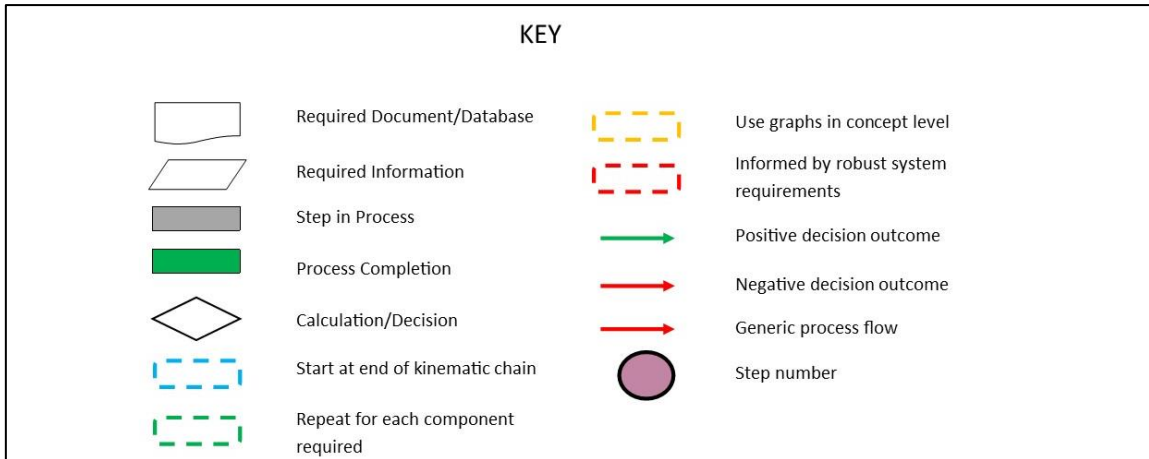 KEY
Required Document/Database
Required Information
Step in Process
Process Completion
Calculation/Decision
Start at end of kinematic chain
Repeat for each component
required
Use graphs in concept level
Informed by robust system
requirements
Positive decision outcome
Negative decision outcome
Generic process flow
Step number